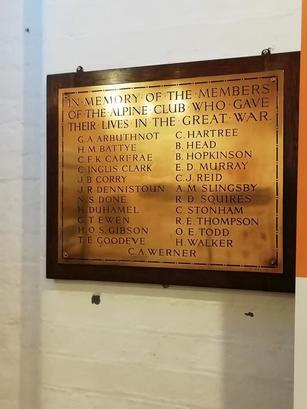 IN MEMORY OF THE MEMBERS
OF THE ALPINE CLUB WHO GAVE
THEIR LIVES IN THE GREAT WAR.
G. A. ARBUTHNOT
H. M. BATTYE
C. F. K. CARFRAE
C. INGLIS CLARK
J. B. CORRY
J. R. DENNISTOUN
N. S. DONE
H. DUHAMEL
G. T. EWEN
H. O. S. GIBSON
T. E. GOODEVE
C. HARTREE
B. HEAD
B. HOPKINSON
E. D. MURRAY
C. J. REID
A. M. SLINGSBY
R. D. SQUIRES
C. STONHAM
R. E. THOMPSON
O. E. TODD
H. WALKER
C. A. WERNER